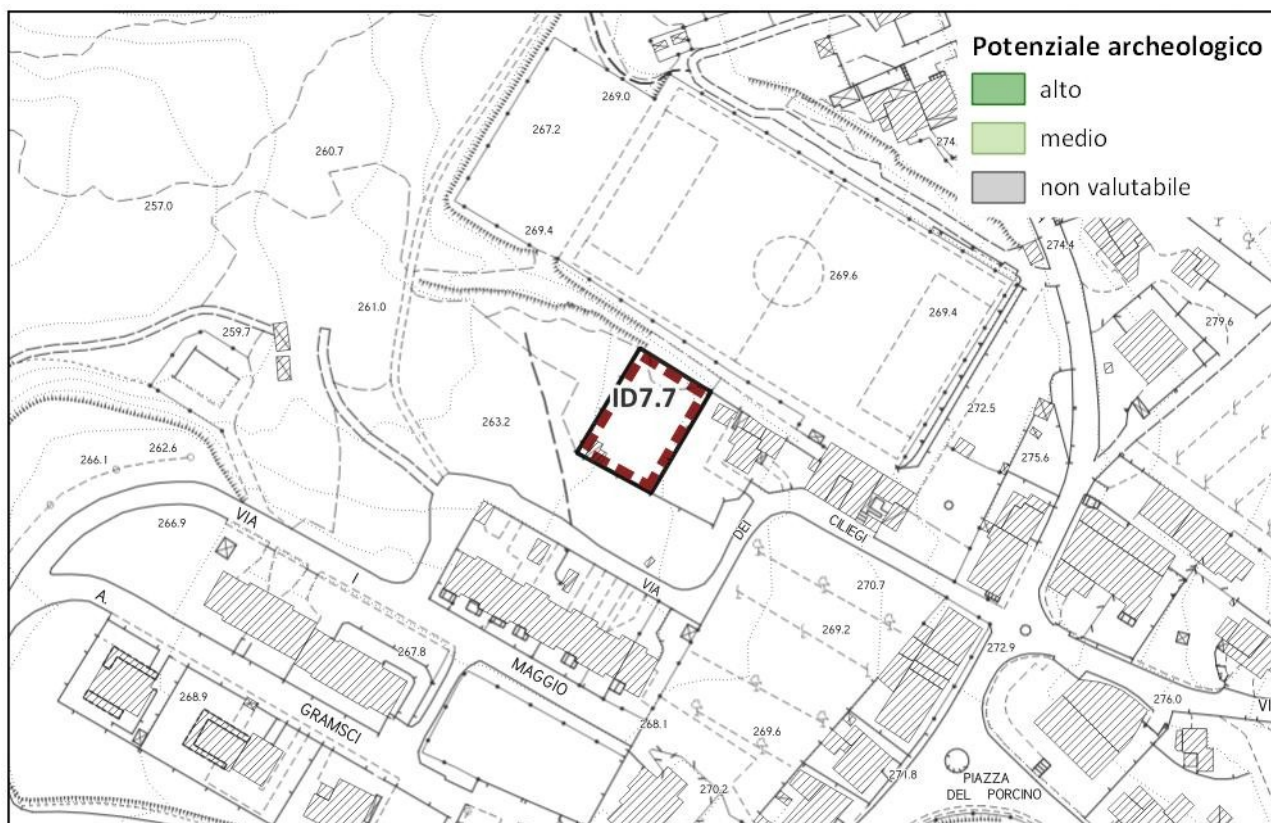 Potenziale archeologico
alto
medio
non valutabile
269.0
267.2
274.
260.7
257.0
269.4
269.6
274.4
261.0
259.7
269.4
279.6
ID7.7
272.5
263.2
275.6
266.1
262.6
266.9
VIA
I
MAGGIO
VIA
DEI
CILIEGI
270.7
269.2
272.9
A.
GRAMSCI
267.8
268.9
268.1
269.6
276.0
VI
271.8
270.2
PIAZZA
DEL PORCINO